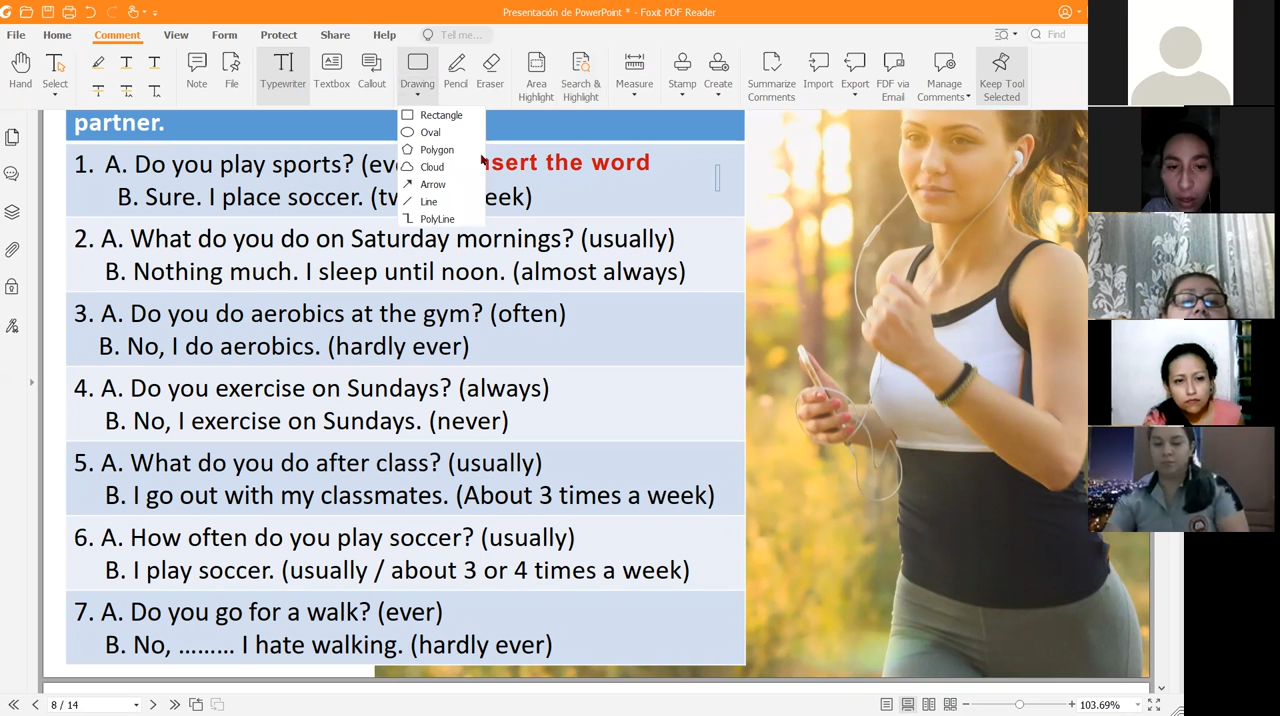 Presentación de PowerPoint * - Foxit PDF Reader
File Home Comment View Form Protect Share Help Tell me... Find
Hand Select Note File Typewriter Textbox Callout Drawing Pencil Eraser Area Highlight Search & Highlight Measure Stamp Create Summarize Comments Import Export PDF via Email Manage Comments Keep Tool Selected
partner.
Rectangle
Oval
Polygon
Cloud
Arrow
Line
PolyLine
1. A. Do you play sports? (eve nsert the word
B. Sure. I place soccer. (tw eek)
2. A. What do you do on Saturday mornings? (usually)
B. Nothing much. I sleep until noon. (almost always)
3. A. Do you do aerobics at the gym? (often)
B. No, I do aerobics. (hardly ever)
4. A. Do you exercise on Sundays? (always)
B. No, I exercise on Sundays. (never)
5. A. What do you do after class? (usually)
B. I go out with my classmates. (About 3 times a week)
6. A. How often do you play soccer? (usually)
B. I play soccer. (usually / about 3 or 4 times a week)
7. A. Do you go for a walk? (ever)
B. No, ……… I hate walking. (hardly ever)
8 / 14
103.69%